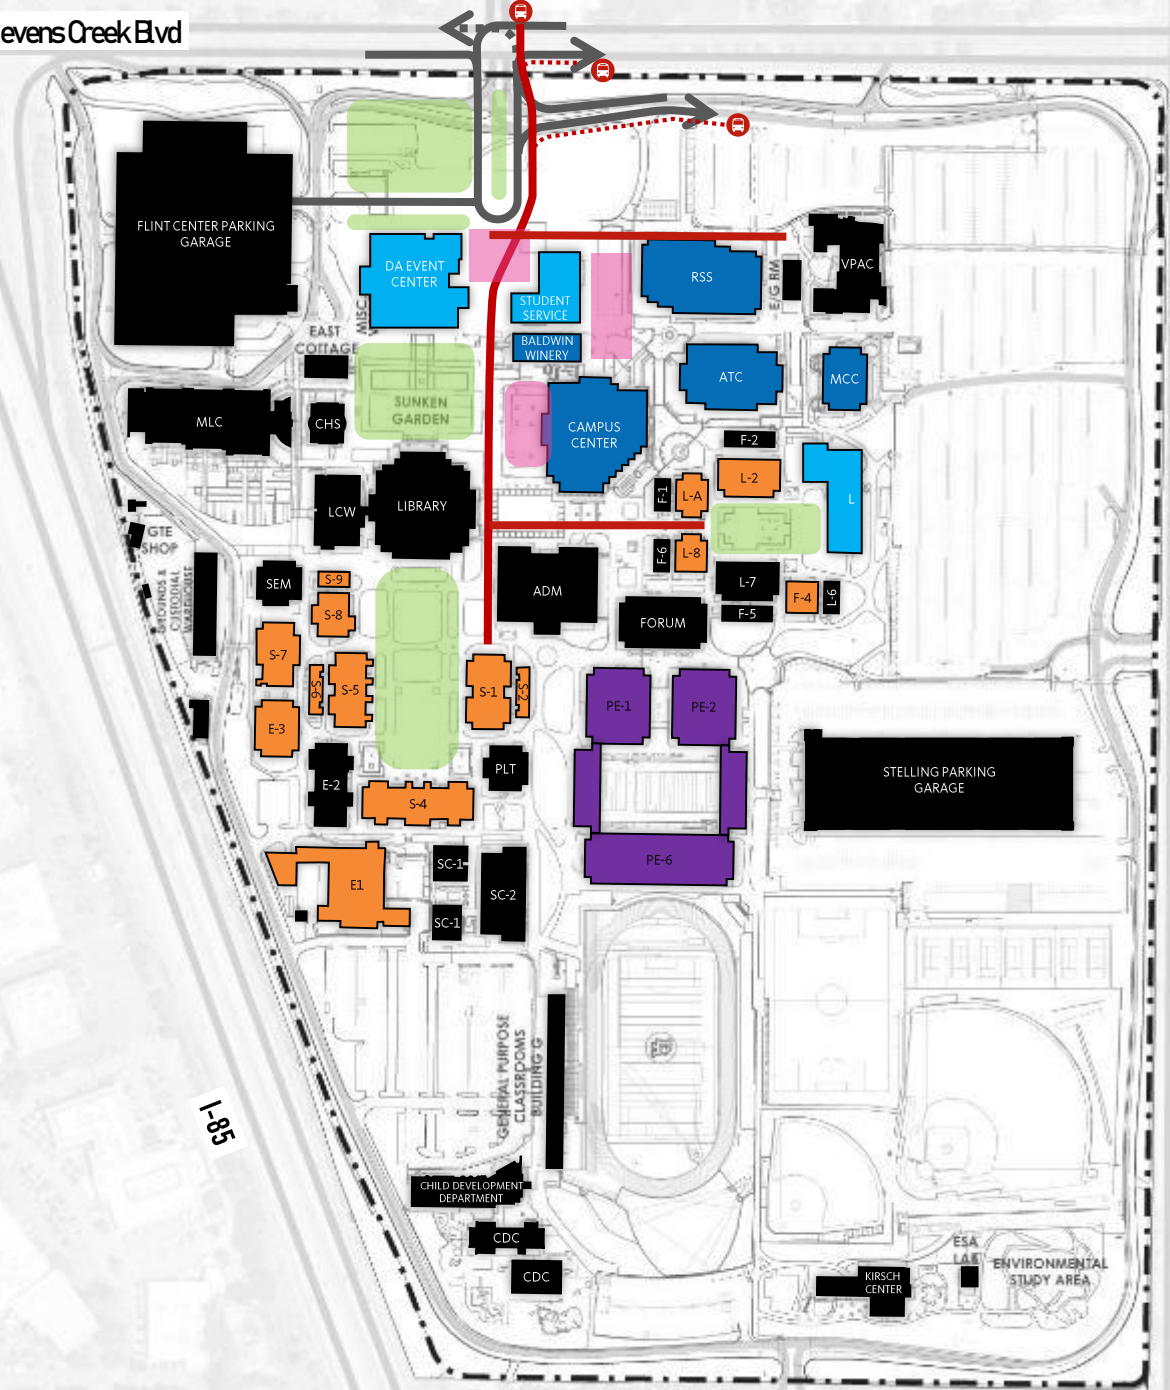 evens Creek Blvd
FLINT CENTER PARKING
GARAGE
DA EVENT
CENTER
MISC.
STUDENT
SERVICE
RSS
E/G RM
VPAC
EAST
COTTAGE
BALDWIN
WINERY
ATC
MCC
SUNKEN
GARDEN
MLC
CHS
CAMPUS
CENTER
F-2
L-2
L
F-1
L-A
LIBRARY
LCW
GTE
SHOP
F-6
L-8
SEM
S-9
ADM
L-7
F-4
L-6
GROUNDS &
CUSTODIAL
WAREHOUSE
S-8
F-5
FORUM
S-7
S-6
S-5
S-1
S-2
PE-1
PE-2
E-3
PLT
STELLING PARKING
GARAGE
E-2
S-4
PE-6
SC-1
E1
SC-2
SC-1
GENERAL PURPOSE
CLASSROOMS
BUILDING G
I-85
CHILD DEVELOPMENT
DEPARTMENT
CDC
CDC
ESA
LAB
KIRSCH
CENTER
ENVIRONMENTAL
STUDY AREA